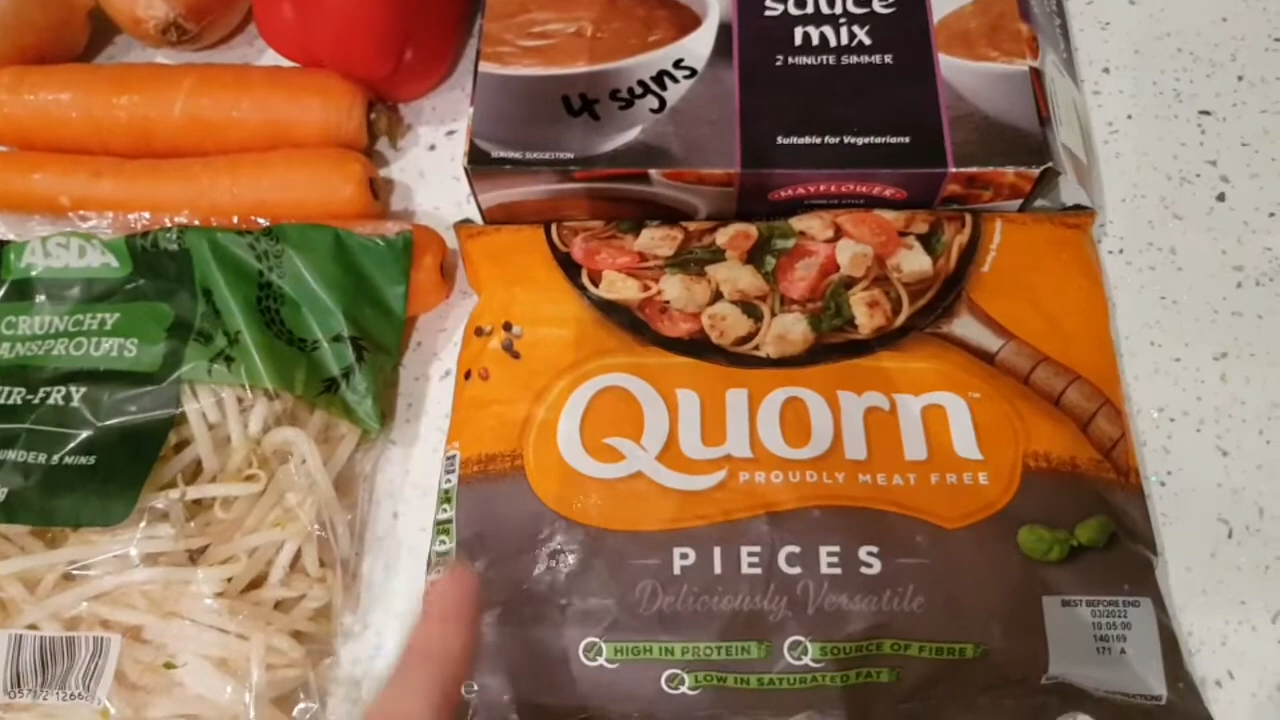 sauce
mix
2 MINUTE SIMMER
4 syns
Suitable for Vegetarians
SERVING SUGGESTION
MAYFLOWER
ASDA
CRUNCHY
ANSPROUTS
IR-FRY
UNDER 5 MINS
g
Quorn™
PROUDLY MEAT FREE
PIECES
Deliciously Versatile
HIGH IN PROTEIN
SOURCE OF FIBRE
LOW IN SATURATED FAT
BEST BEFORE END
03/2022
10:05:00
140169
171 A
e